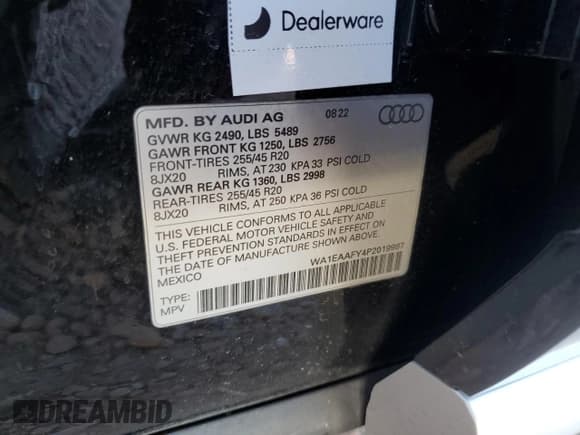 Dealerware
MFD. BY AUDI AG 08 22
GVWR KG 2490, LBS 5489
GAWR FRONT KG 1250, LBS 2756
FRONT-TIRES 255/45 R20
8JX20 RIMS, AT 230 KPA 33 PSI COLD
GAWR REAR KG 1360, LBS 2998
REAR-TIRES 255/45 R20
8JX20 RIMS, AT 250 KPA 36 PSI COLD
THIS VEHICLE CONFORMS TO ALL APPLICABLE
U.S. FEDERAL MOTOR VEHICLE SAFETY AND
THEFT PREVENTION STANDARDS IN EFFECT ON
THE DATE OF MANUFACTURE SHOWN ABOVE.
MEXICO
WA1EAAFY4P2019987
TYPE:
MPV
DREAMBID